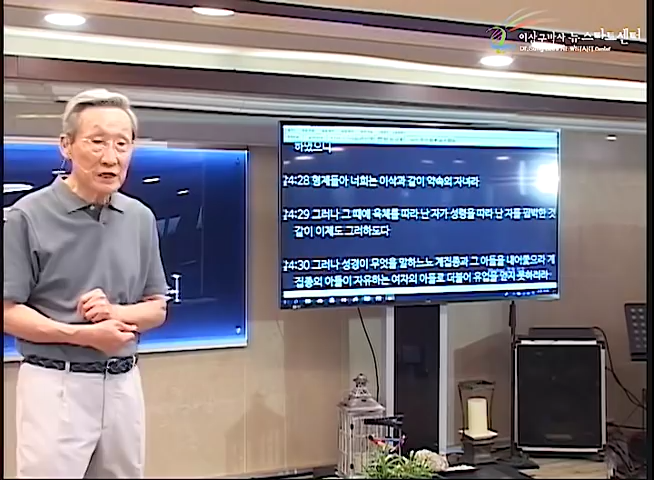 이상구박사 뉴스타트센터
하셨으니
4:28 형제들아 너희는 이삭과 같이 약속의 자녀라
4:29 그러나 그 때에 육체를 따라 난 자가 성령을 따라 난 자를 핍박한 것
같이 이제도 그러하도다
4:30 그러나 성경이 무엇을 말하느뇨 계집종과 그 아들을 내어쫓으라 계
집종의 아들이 자유하는 여자의 아들로 더불어 유업을 얻지 못하리라